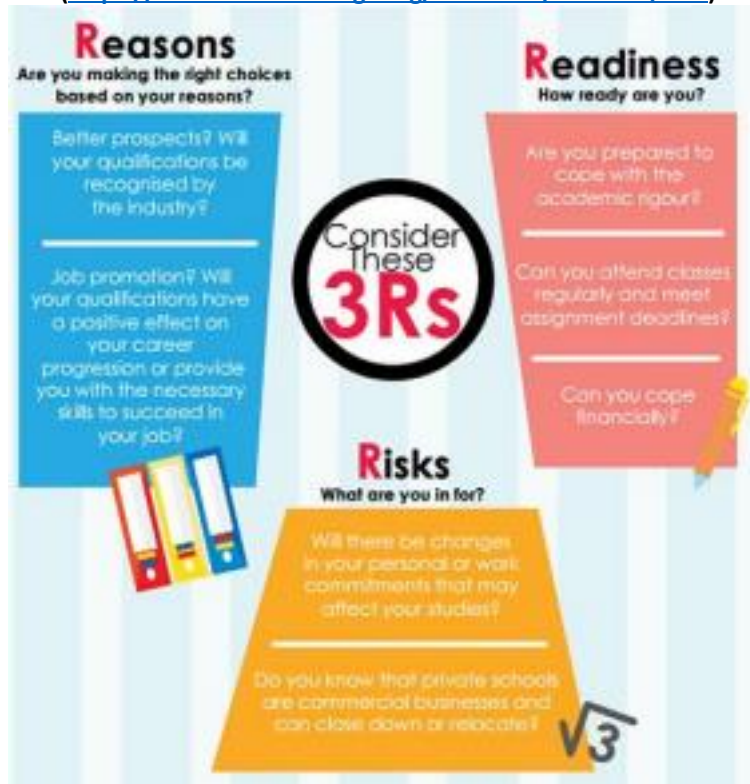 Reasons
Are you making the right choices
based on your reasons?
Better prospects? Will
your qualifications be
recognised by
the industry?
Job promotion? Will
your qualifications have
a positive effect on
your career
progression or provide
you with the necessary
skills to succeed in
your job?
Consider
These
3Rs
Readiness
How ready are you?
Are you prepared to
cope with the
academic rigour?
Can you attend classes
regularly and meet
assignment deadlines?
Can you cope
financially?
Risks
What are you in for?
Will there be changes
in your personal or work
commitments that may
affect your studies?
Do you know that private schools
are commercial businesses and
can close down or relocate?
√3